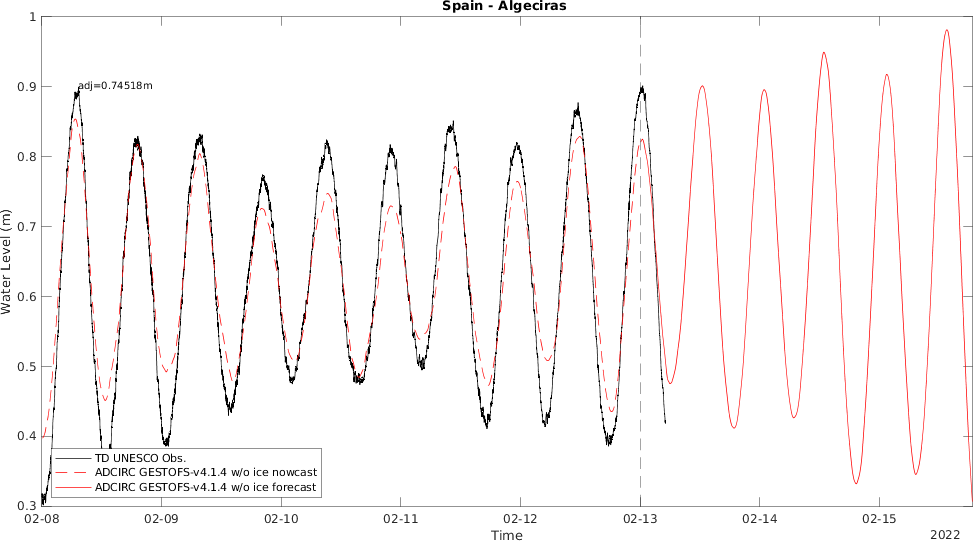 Spain - Algeciras
adj=0.74518m
Water Level (m)
1
0.9
0.8
0.7
0.6
0.5
0.4
0.3
TD UNESCO Obs.
ADCIRC GESTOFS-v4.1.4 w/o ice nowcast
ADCIRC GESTOFS-v4.1.4 w/o ice forecast
02-08 02-09 02-10 02-11 02-12 02-13 02-14 02-15
Time
2022